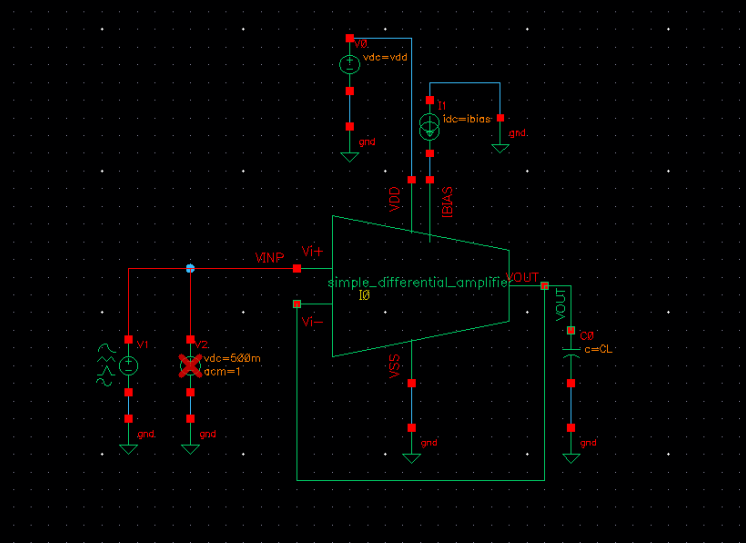 V0
vdc=vdd
I1
idc=ibias
gnd
gnd
VDD
IBIAS
VINP
Vi+
simple_differential_amplifier
VOUT
I0
VOUT
Vi-
C0
c=CL
V1
V2
vdc=500m
acm=1
VSS
gnd
gnd
gnd
gnd